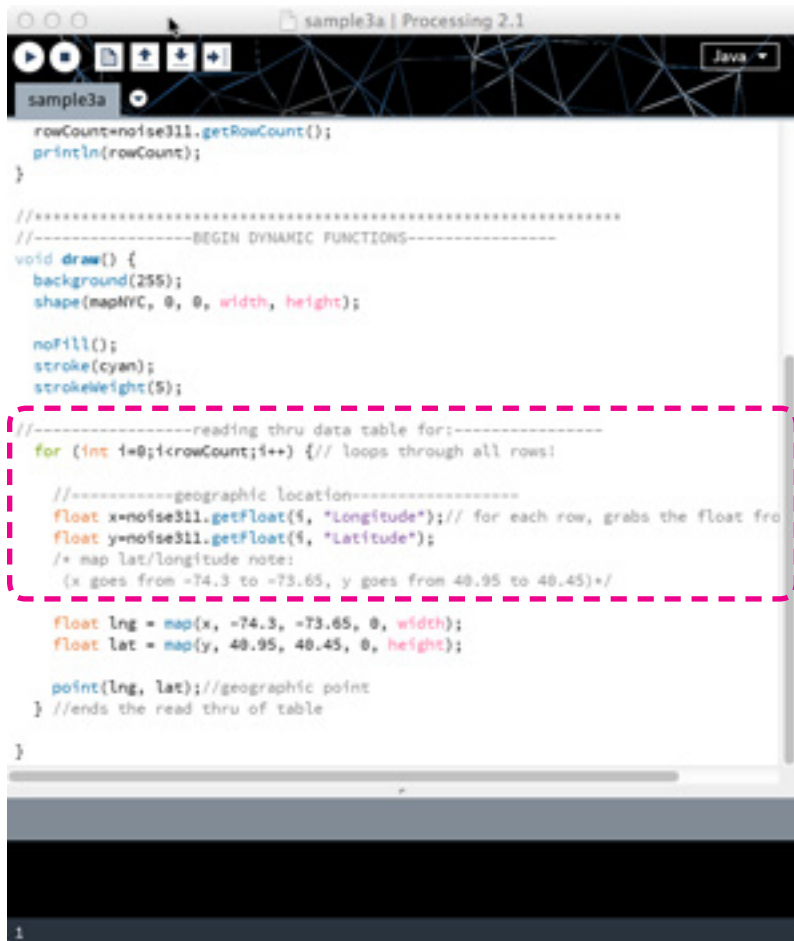 sample3a | Processing 2.1
Java
sample3a
rowCount=noise311.getRowCount();
println(rowCount);
}
//****************************************************************
//-----------------BEGIN DYNAMIC FUNCTIONS----------------
void draw() {
background(255);
shape(mapNYC, 0, 0, width, height);
noFill();
stroke(cyan);
strokeWeight(5);
//-----------------reading thru data table for:----------------
for (int i=0;i<rowCount;i++) {// loops through all rows!
//-----------geographic location------------------
float x=noise311.getFloat(i, "Longitude");// for each row, grabs the float fro
float y=noise311.getFloat(i, "Latitude");
/* map lat/longitude note:
(x goes from -74.3 to -73.65, y goes from 40.95 to 40.45)*/
float lng = map(x, -74.3, -73.65, 0, width);
float lat = map(y, 40.95, 40.45, 0, height);
point(lng, lat);//geographic point
} //ends the read thru of table
}
1